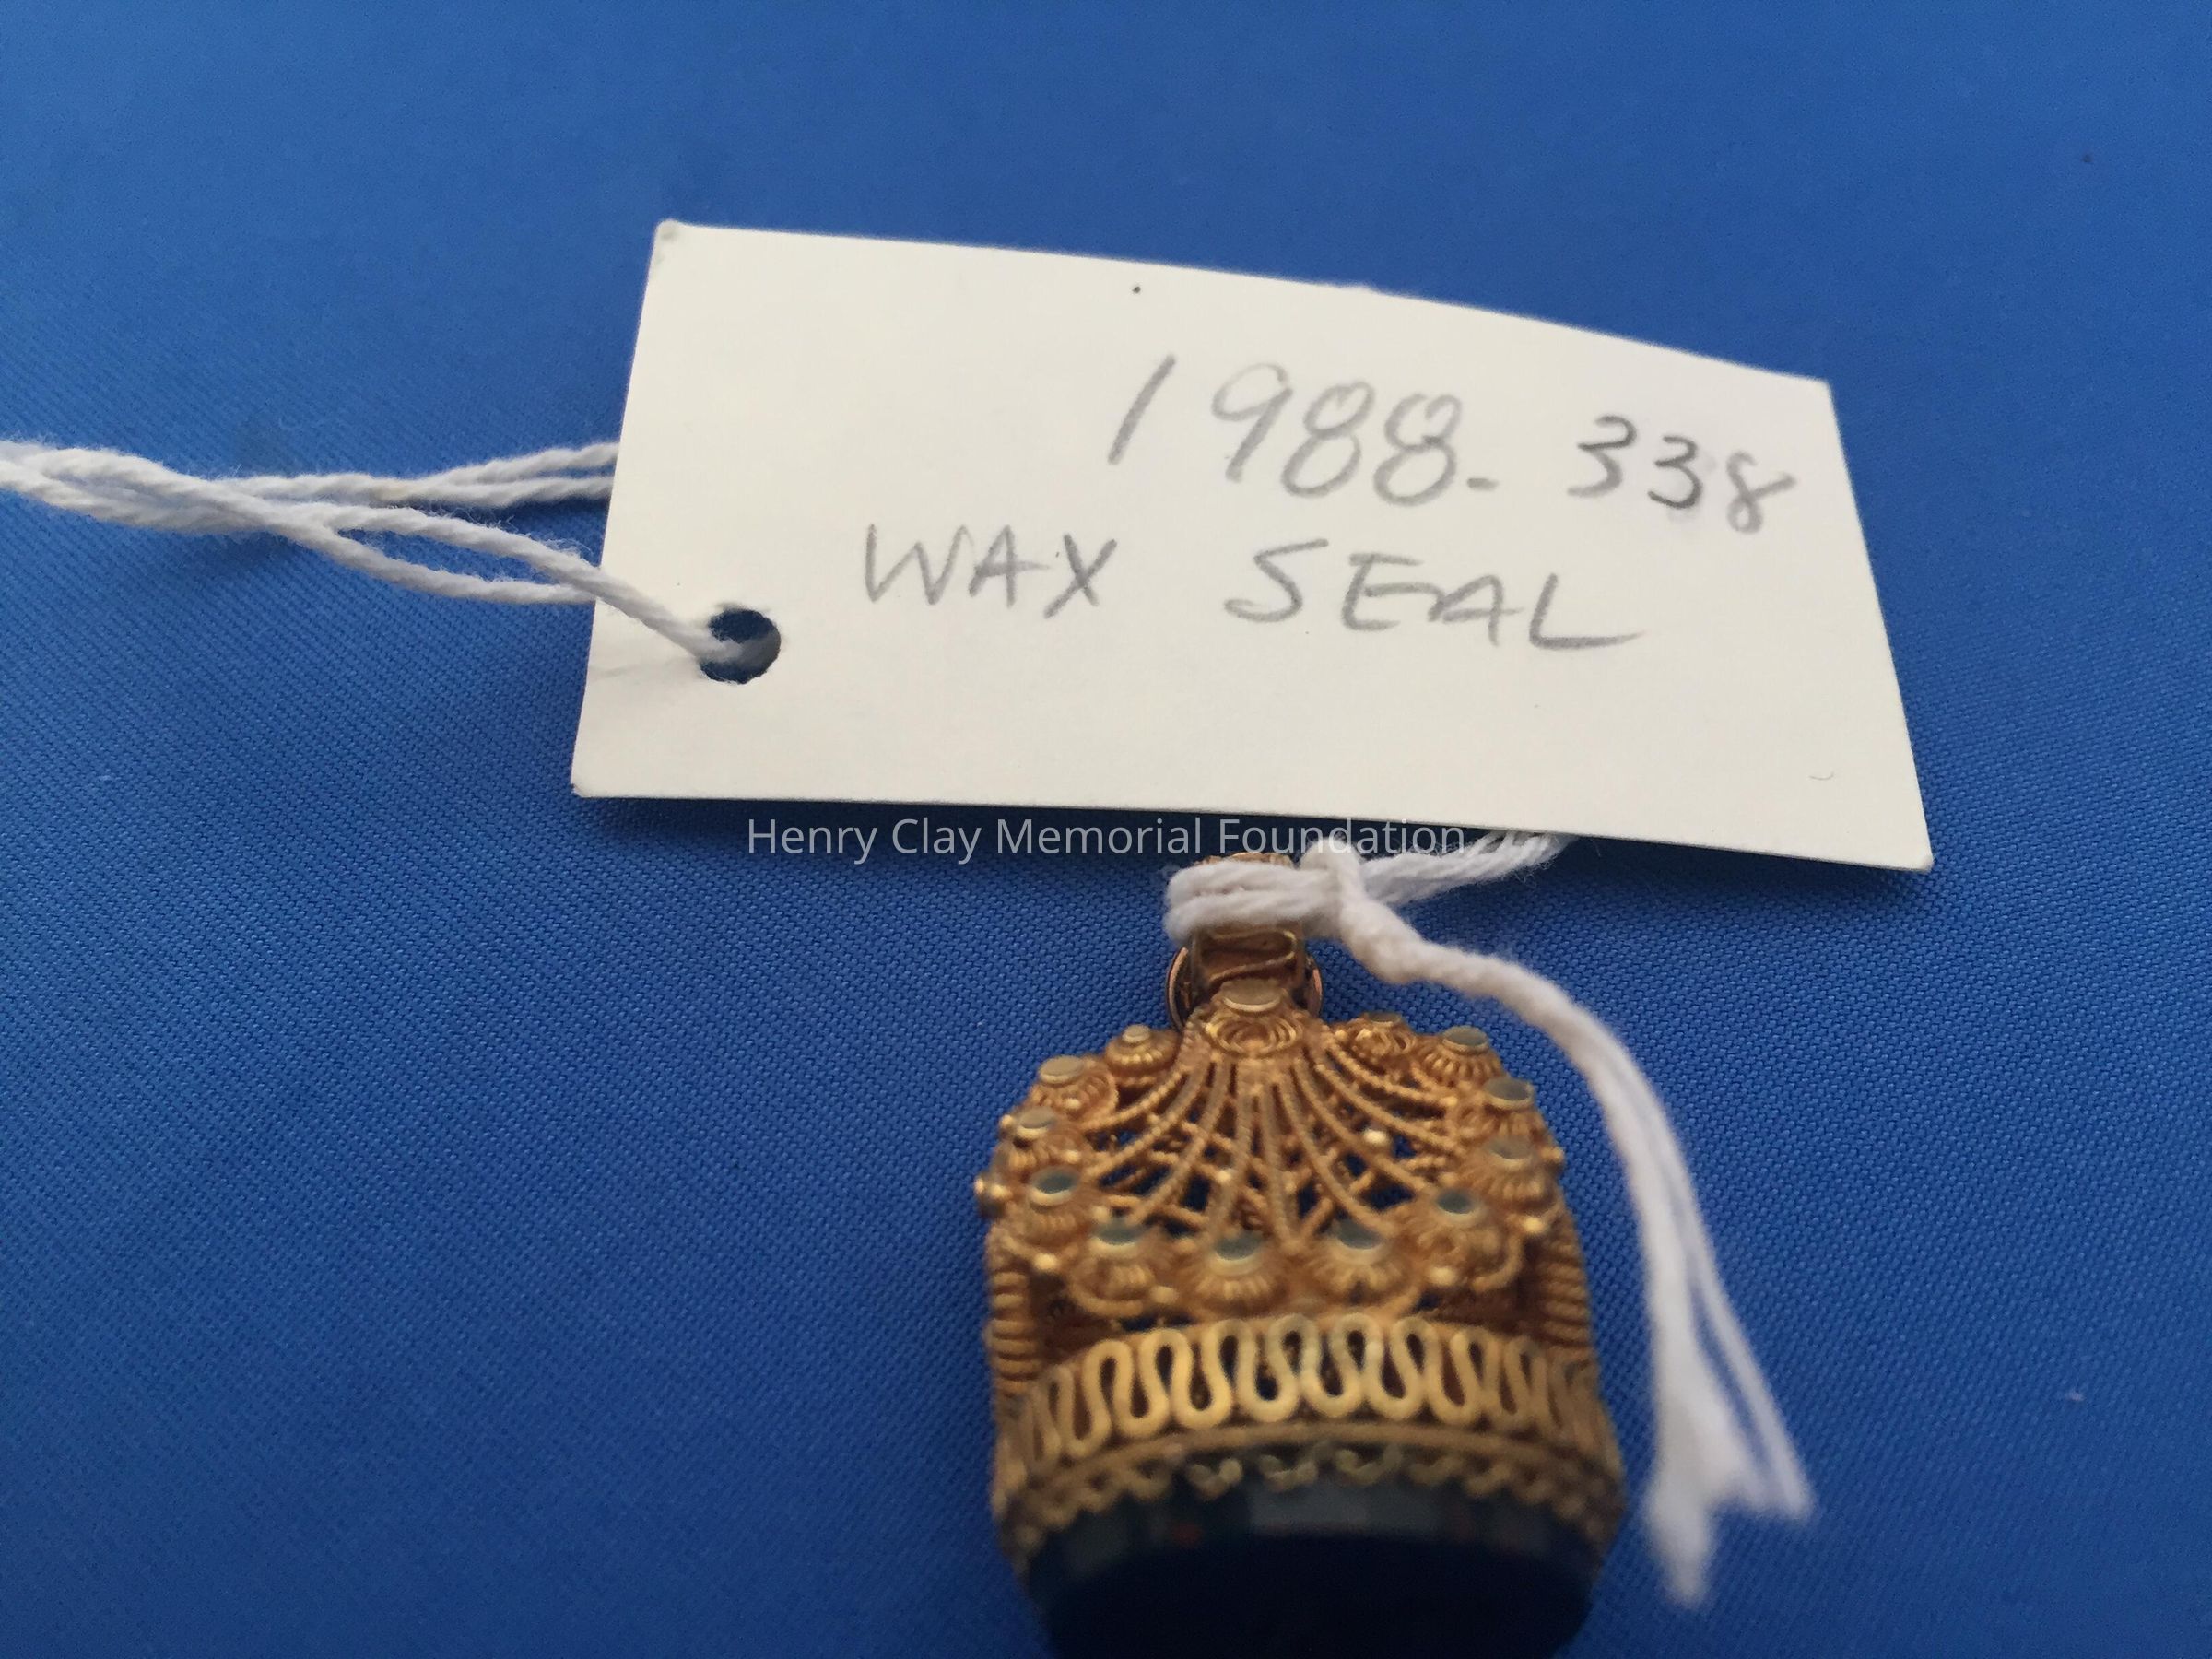 1988.338
WAX SEAL
Henry Clay Memorial Foundation